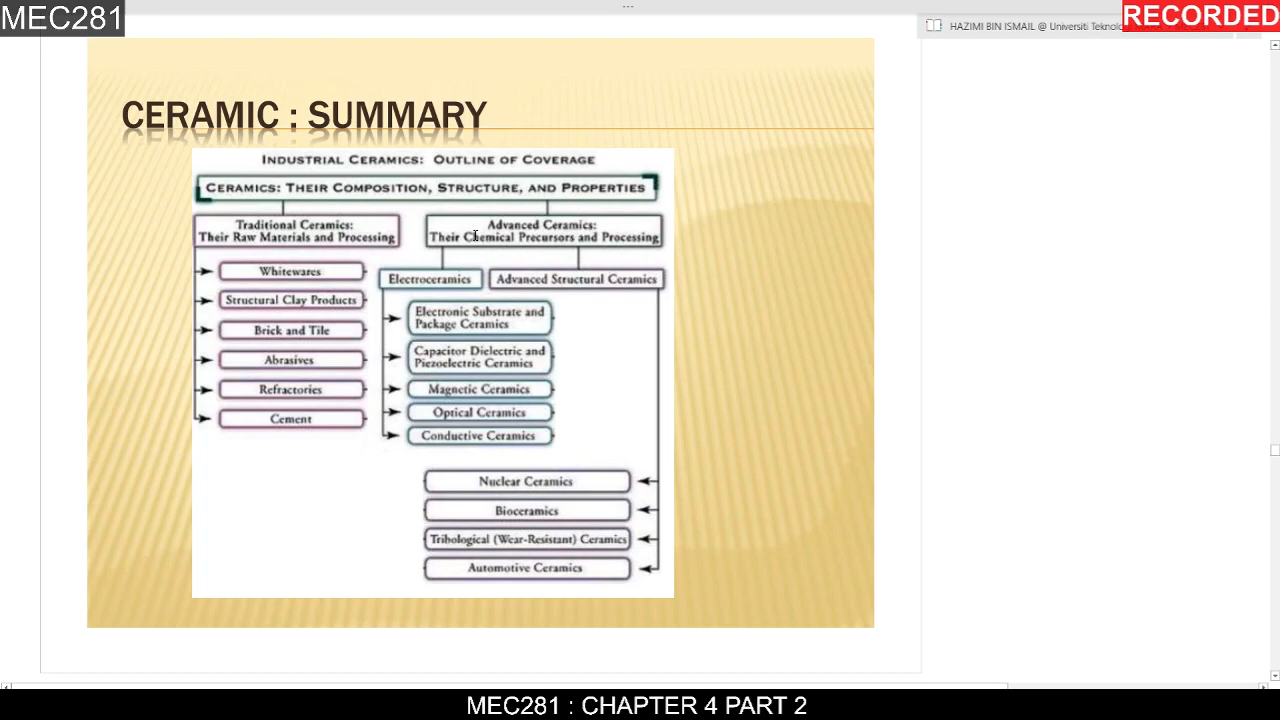 MEC281
RECORDED
HAZIMI BIN ISMAIL @ Universiti Teknolo
CERAMIC : SUMMARY
INDUSTRIAL CERAMICS: OUTLINE OF COVERAGE
CERAMICS: THEIR COMPOSITION, STRUCTURE, AND PROPERTIES
Traditional Ceramics:
Their Raw Materials and Processing
Advanced Ceramics:
Their Chemical Precursors and Processing
Whitewares
Structural Clay Products
Brick and Tile
Abrasives
Refractories
Cement
Electroceramics
Electronic Substrate and
Package Ceramics
Capacitor Dielectric and
Piezoelectric Ceramics
Magnetic Ceramics
Optical Ceramics
Conductive Ceramics
Advanced Structural Ceramics
Nuclear Ceramics
Bioceramics
Tribological (Wear-Resistant) Ceramics
Automotive Ceramics
MEC281 : CHAPTER 4 PART 2